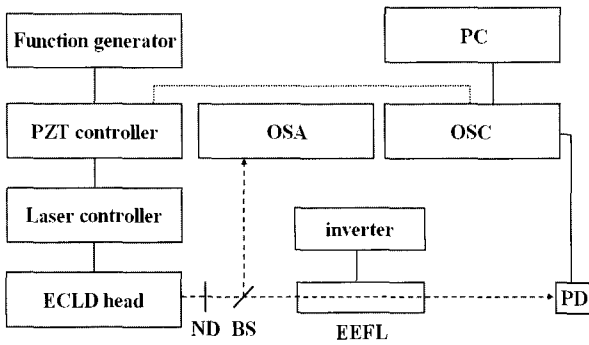 Function generator
PC
PZT controller
OSA
OSC
Laser controller
inverter
ECLD head
ND
BS
EEFL
PD